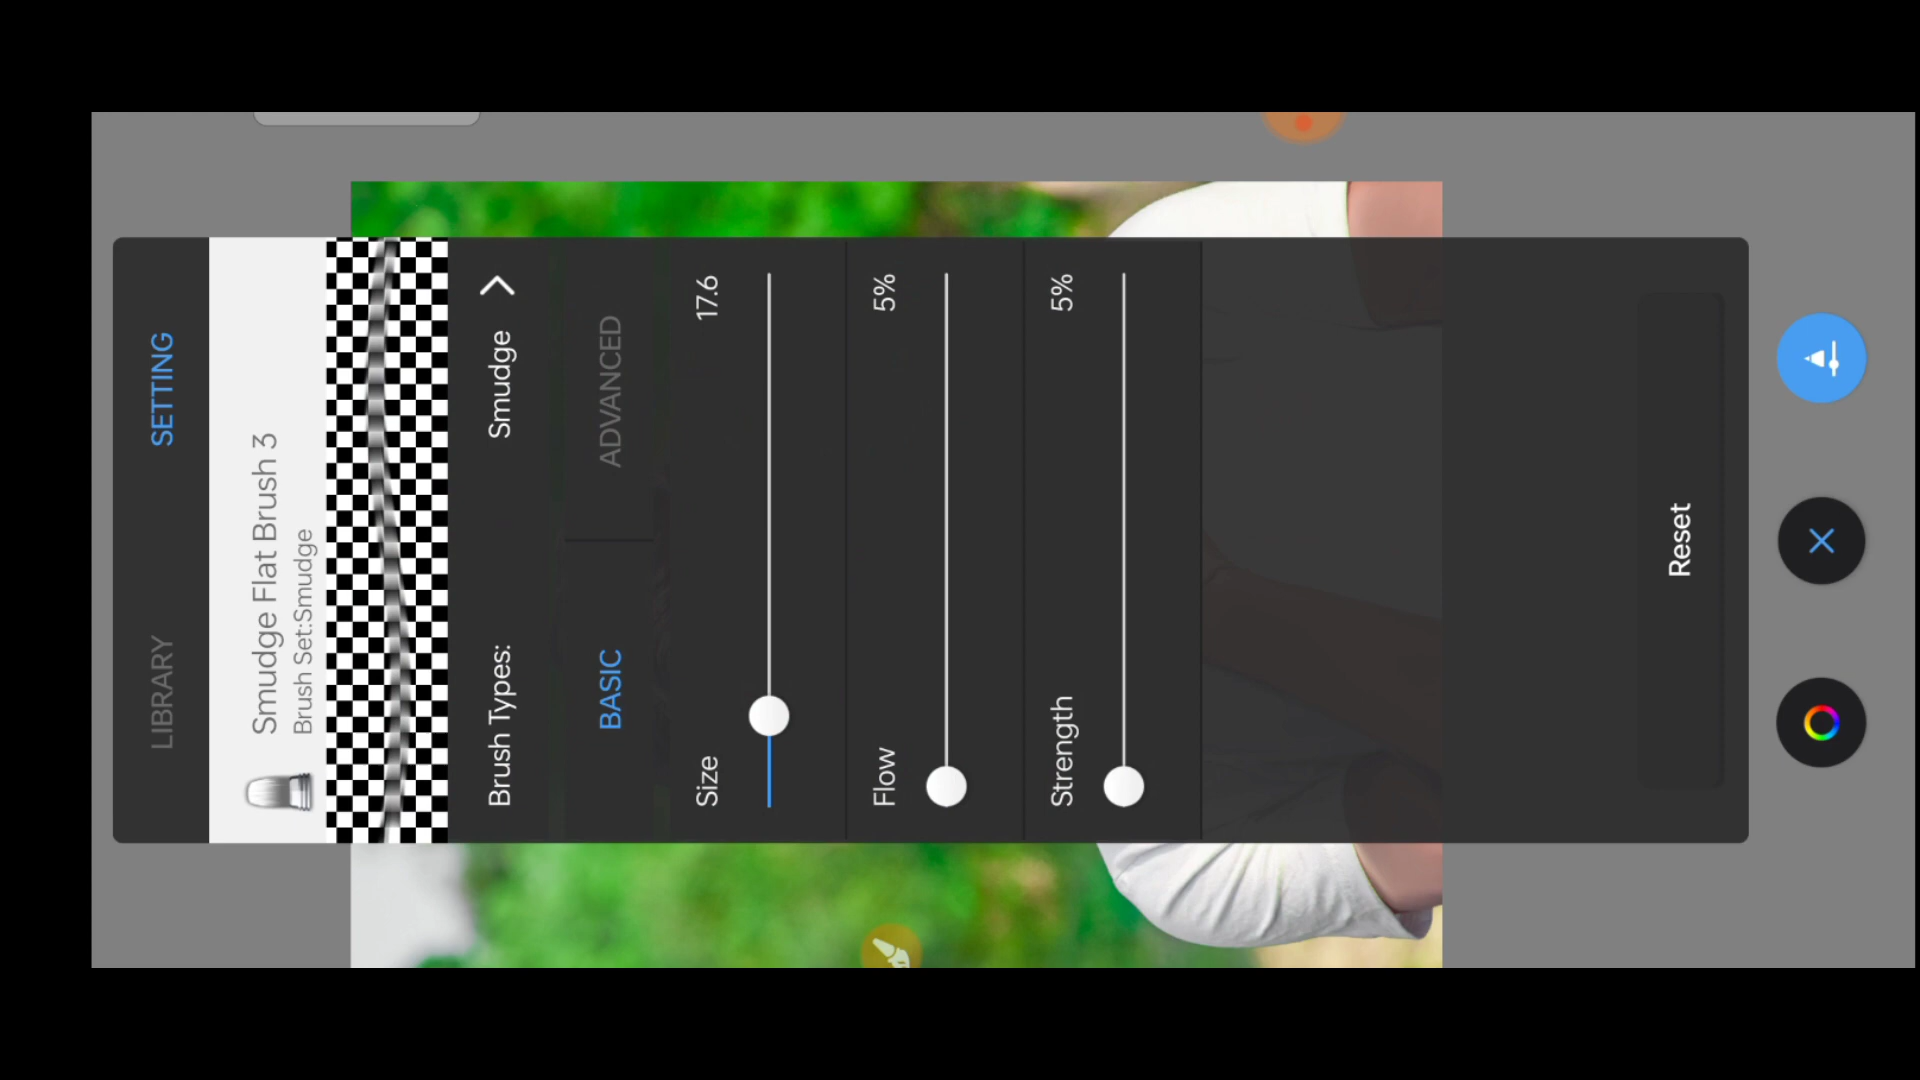 LIBRARY SETTING
Smudge Flat Brush 3
Brush Set:Smudge
Brush Types: Smudge
BASIC ADVANCED
Size 17.6
Flow 5%
Strength 5%
Reset